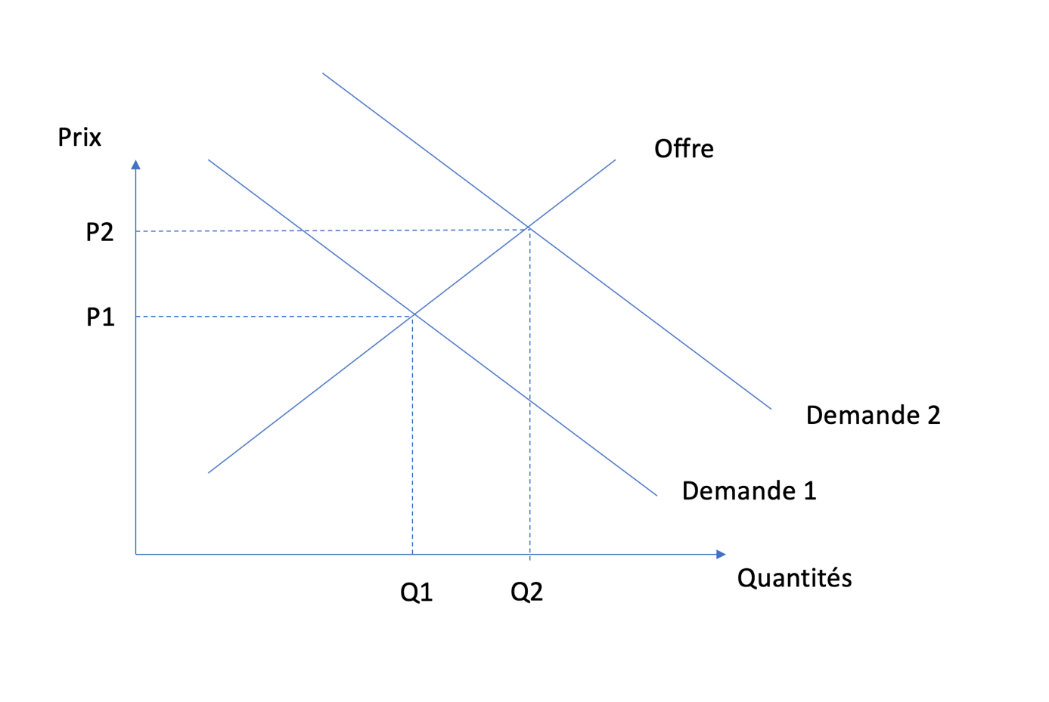 Prix
Offre
P2
P1
Demande 2
Demande 1
Quantités
Q1
Q2